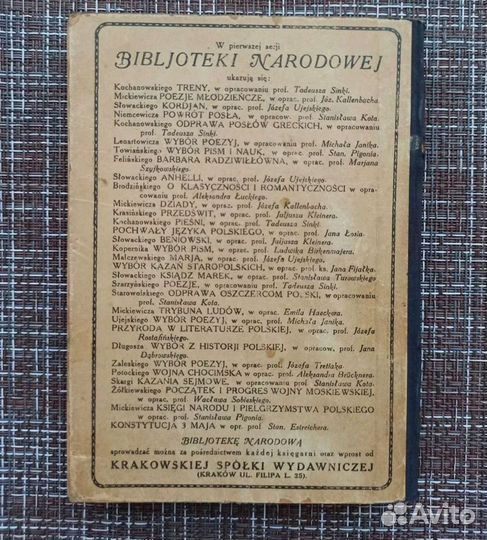 W pierwszej serji
BIBLJOTEKI NARODOWEJ
ukazują się:
Kochanowskiego TRENY, w opracowaniu prof. Tadeusza Sinki.
Mickiewicza POEZJE MŁODZIEŃCZE, w oprac. prof. Józ. Kallenbacha.
Słowackiego KORDJAN, w oprac. prof. Józefa Ujejskiego.
Niemcewicza POWRÓT POSŁA, w opracow. prof. Stanisława Kota.
Kochanowskiego ODPRAWA POSŁÓW GRECKICH, w opracowaniu
prof. Tadeusza Sinki.
Lenartowicza WYBÓR POEZYJ, w opracowaniu prof. Michała Janika.
Towiańskiego WYBÓR PISM I NAUK, w oprac. prof. Stan. Pigonia.
Felińskiego BARBARA RADZIWIŁŁÓWNA, w oprac. prof. Marjana
Szyjkowskiego.
Słowackiego ANHELLI, w oprac. prof. Józefa Ujejskiego.
Brodzińskiego O KLASYCZNOŚCI I ROMANTYCZNOŚCI w opra-
cowaniu prof. Aleksandra Łuckiego.
Mickiewicza DZIADY, w oprac. prof. Józefa Kallenbacha.
Krasińskiego PRZEDŚWIT, w oprac. prof. Juljusza Kleinera.
Kochanowskiego PIEŚNI, w oprac. prof. Tadeusza Sinki.
POCHWAŁY JĘZYKA POLSKIEGO, w oprac. prof. Jana Łosia.
Słowackiego BENIOWSKI, w oprac. prof. Juljusza Kleinera.
Kopernika WYBÓR PISM, w oprac. prof. Ludwika Birkenmajera.
Malczewskiego MARJA, w oprac. prof. Józefa Ujejskiego.
WYBÓR KAZAŃ STAROPOLSKICH, w oprac. prof. ks. Jana Fijałka.
Słowackiego KSIĄDZ MAREK, w oprac. prof. Stanisława Turowskiego
Szarzyńskiego POEZJE, w oprac. prof. Tadeusza Sinki.
Starowolskiego ODPRAWA OSZCZERCOM POLSKI, w opracowaniu
prof. Stanisława Kota.
Mickiewicza TRYBUNA LUDÓW, w oprac. Emila Haeckera.
Ujejskiego WYBÓR POEZYJ, w oprac. prof. Michała Janika.
PRZYRODA W LITERATURZE POLSKIEJ, w oprac. prof. Józefa
Rostafińskiego.
Długosza WYBÓR Z HISTORJI POLSKIEJ, w opracow. prof. Jana
Dąbrowskiego.
Zaleskiego WYBÓR POEZYJ, w oprac. prof. Józefa Tretiaka.
Potockiego WOJNA CHOCIMSKA w oprac. prof. Aleksandra Brücknera.
Skargi KAZANIA SEJMOWE, w opracowaniu prof Stanisława Kota.
Żółkiewskiego POCZĄTEK I PROGRES WOJNY MOSKIEWSKIEJ,
w opr. prof. Wacława Sobieskiego.
Mickiewicza KSIĘGI NARODU I PIELGRZYMSTWA POLSKIEGO
w oprac. prof. Stanisława Pigonia.
KONSTYTUCJA 3 MAJA w opr prof Stan. Estreichera.
BIBLJOTEKĘ NARODOWĄ
sprowadzać można za pośrednictwem każdej księgarni oraz wprost od
KRAKOWSKIEJ SPÓŁKI WYDAWNICZEJ
(KRAKÓW UL. FILIPA L. 25).
Avito